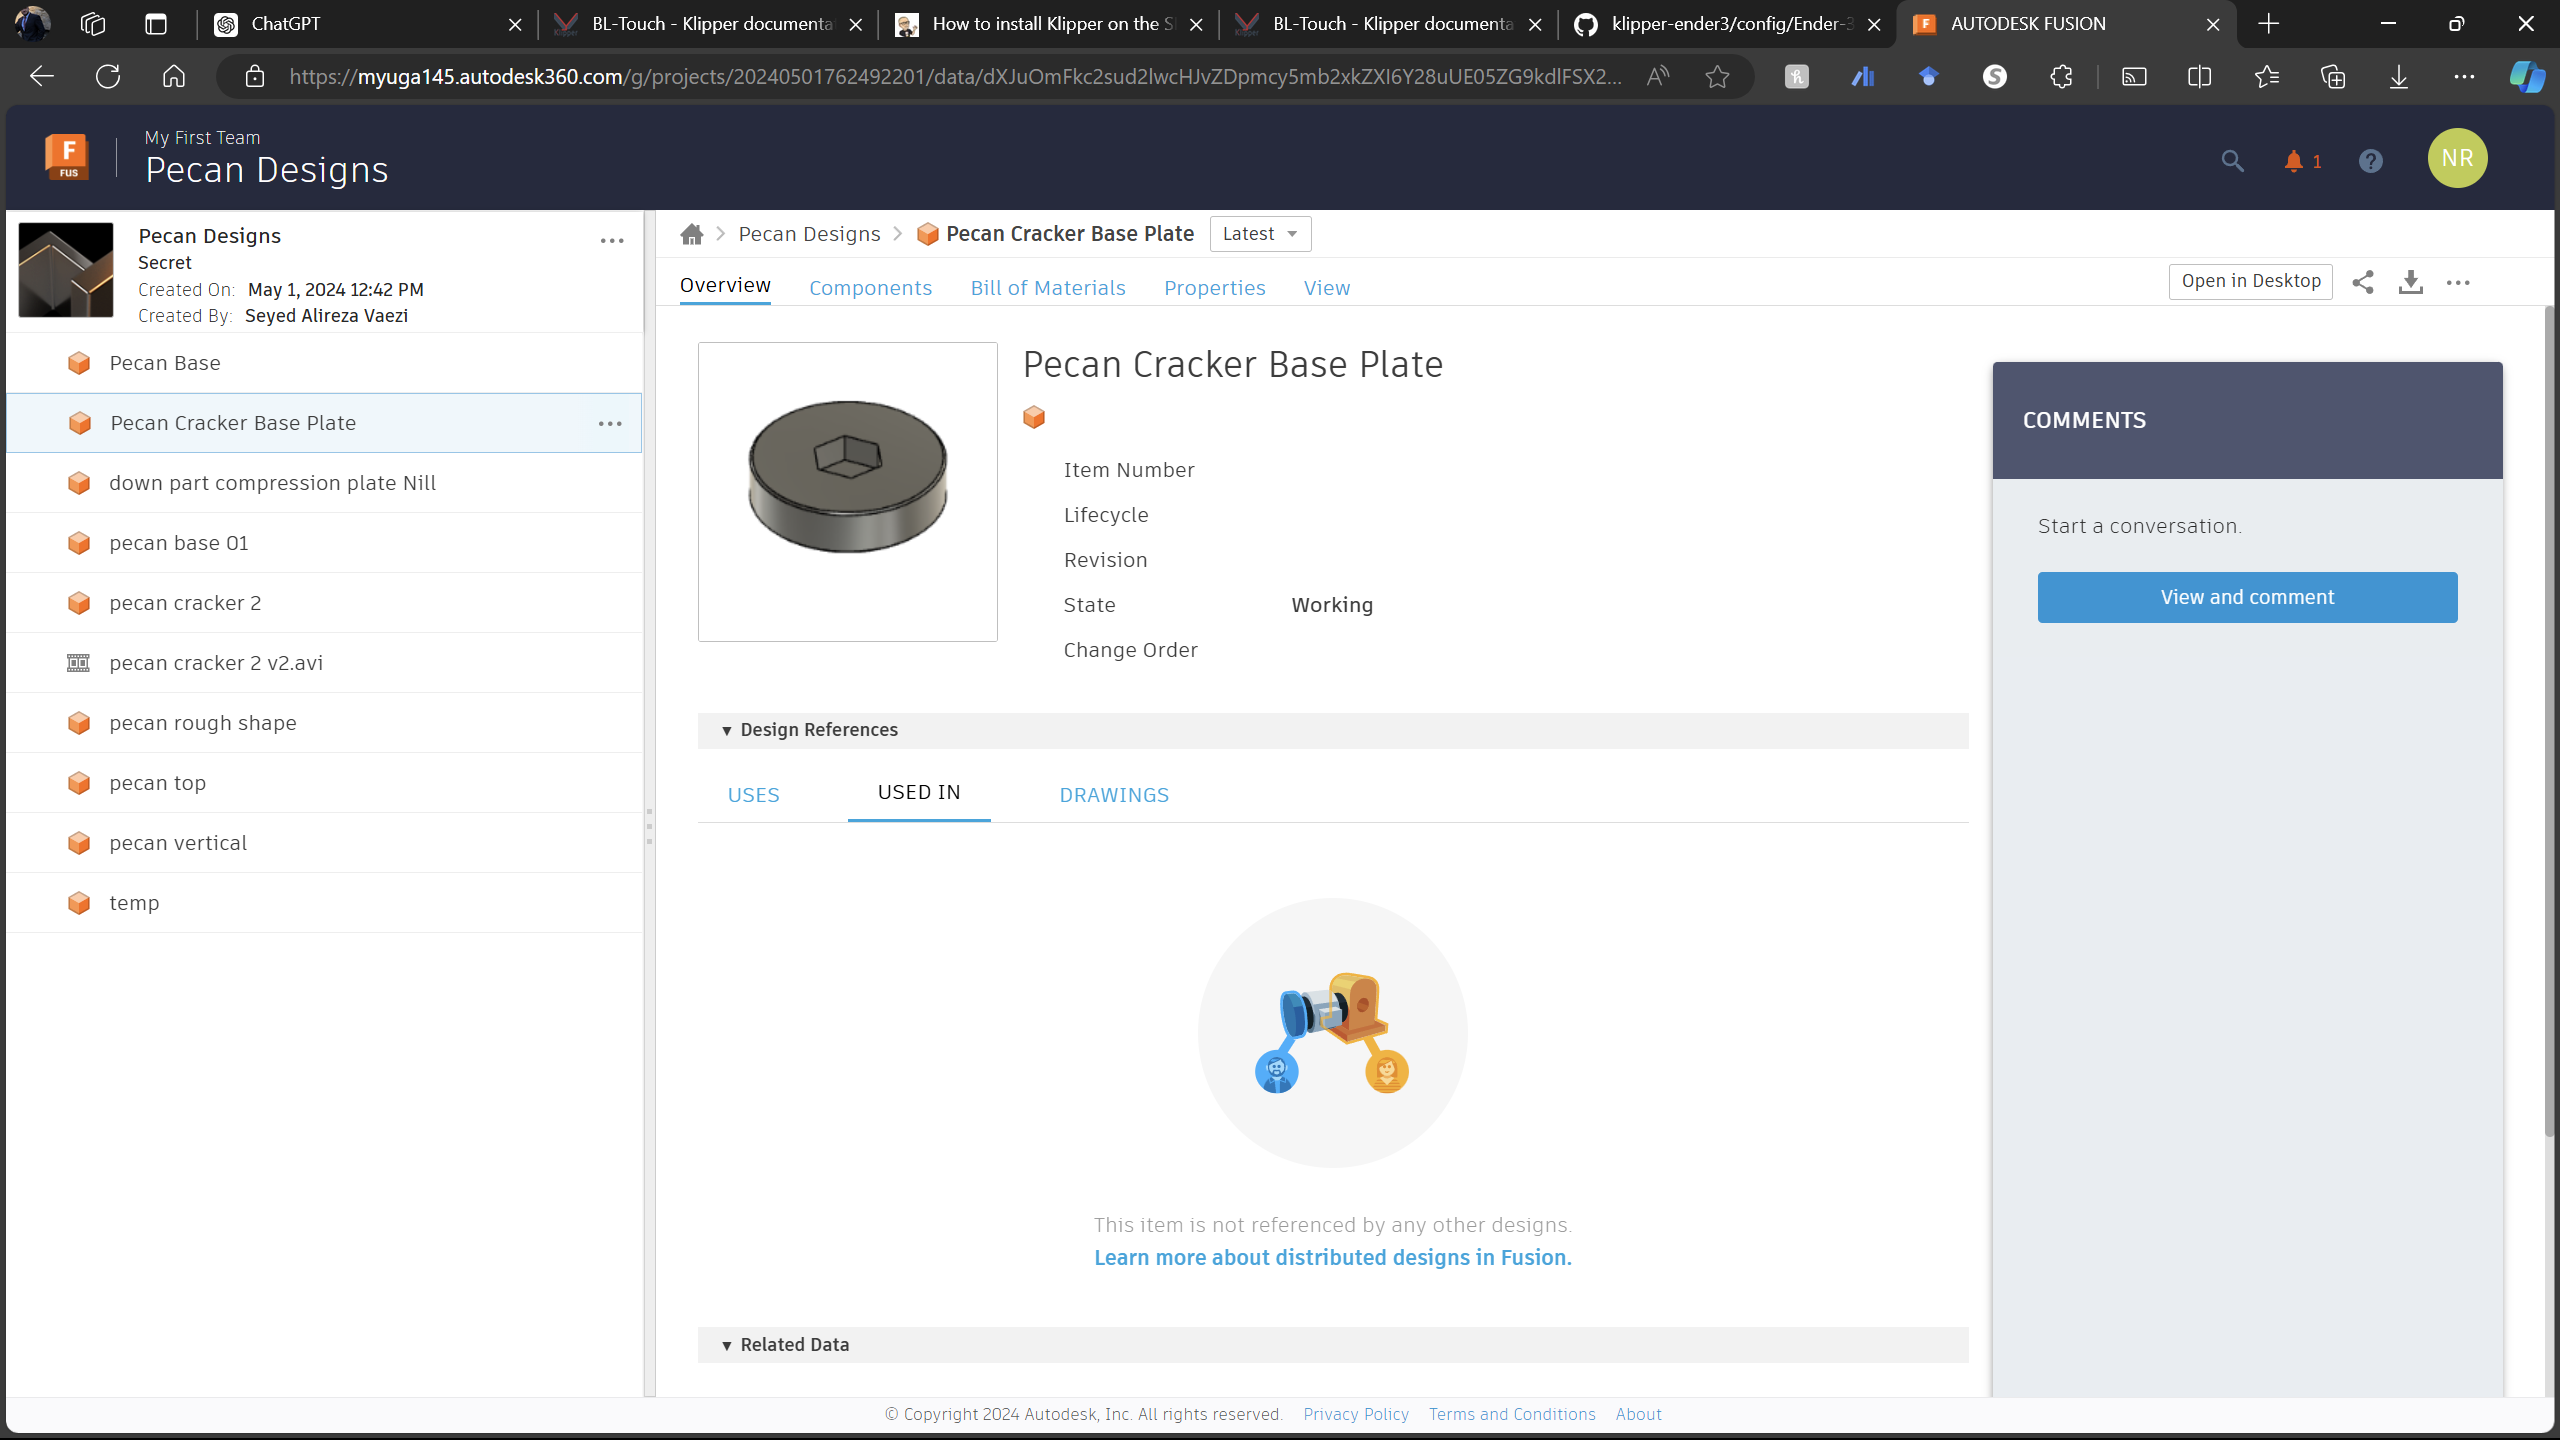 ChatGPT
BL-Touch - Klipper documenta
How to install Klipper on the S
BL-Touch - Klipper documenta
klipper-ender3/config/Ender-3
AUTODESK FUSION
https://myuga145.autodesk360.com/g/projects/20240501762492201/data/dXJuOmFkc2sud2lwcHJvZDpmcy5mb2xkZXI6Y28uUE05ZG9kdlFSX2...
F
FUS
My First Team
Pecan Designs
1
NR
Pecan Designs
Secret
Created On: May 1, 2024 12:42 PM
Created By: Seyed Alireza Vaezi
Pecan Base
Pecan Cracker Base Plate
down part compression plate Nill
pecan base 01
pecan cracker 2
pecan cracker 2 v2.avi
pecan rough shape
pecan top
pecan vertical
temp
Pecan Designs
Pecan Cracker Base Plate
Latest
Overview
Components
Bill of Materials
Properties
View
Open in Desktop
Pecan Cracker Base Plate
Item Number
Lifecycle
Revision
State Working
Change Order
COMMENTS
Start a conversation.
View and comment
Design References
USES
USED IN
DRAWINGS
This item is not referenced by any other designs.
Learn more about distributed designs in Fusion.
Related Data
© Copyright 2024 Autodesk, Inc. All rights reserved. Privacy Policy Terms and Conditions About